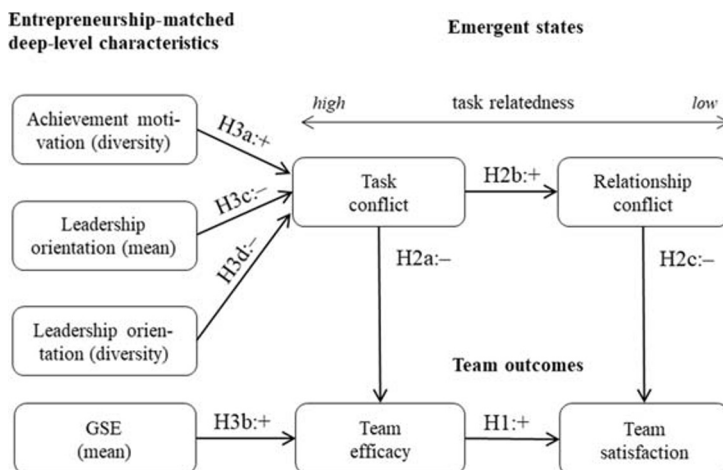 Entrepreneurship-matched
deep-level characteristics
Emergent states
high
task relatedness
low
Achievement moti-
vation (diversity)
H3a:+
Task
conflict
H2b:+
Relationship
conflict
H3c:–
Leadership
orientation (mean)
H3d:–
H2a:–
H2c:–
Leadership orien-
tation (diversity)
Team outcomes
GSE
(mean)
H3b:+
Team
efficacy
H1:+
Team
satisfaction